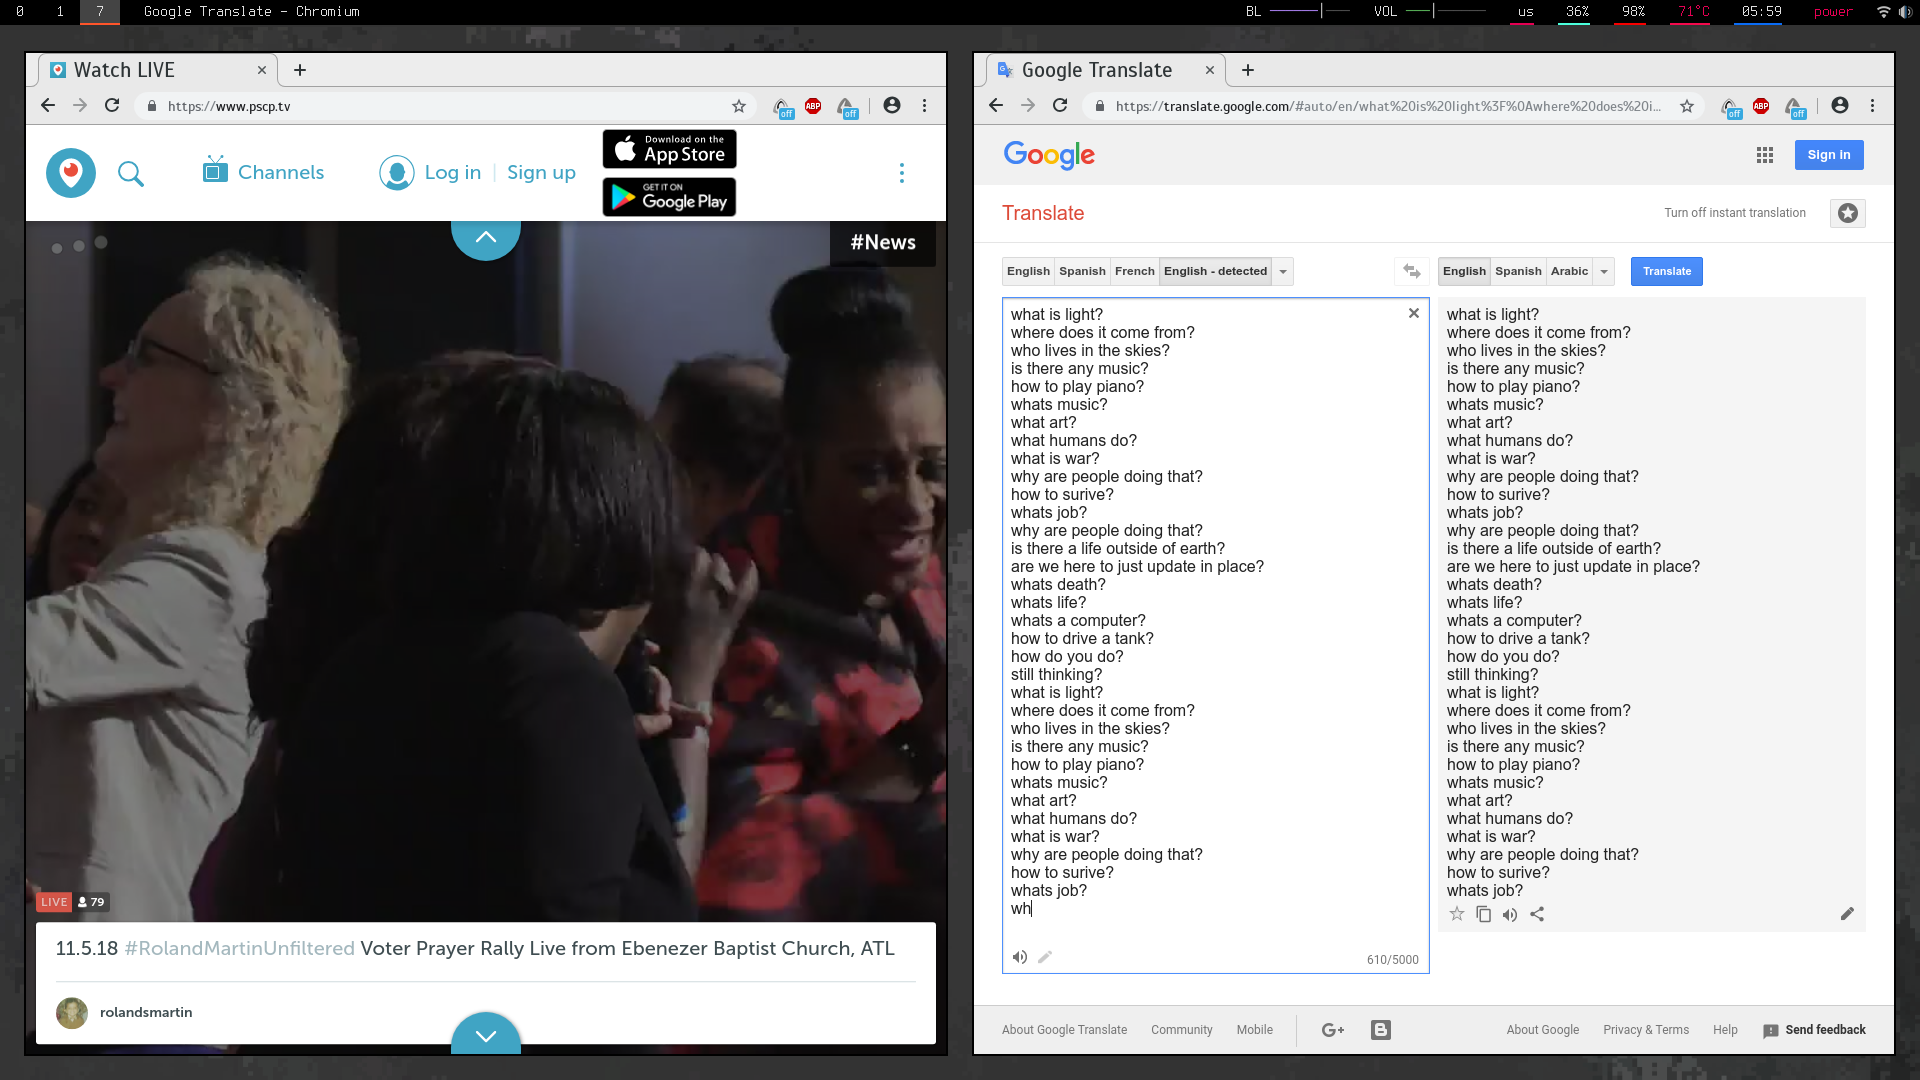 0 1 7 Google Translate - Chromium BL VOL us 36% 98% 71°C 05:59 power
Watch LIVE
https://www.pscp.tv
off ABP off
Channels
Log in Sign up
Download on the
App Store
GET IT ON
Google Play
#News
LIVE 79
11.5.18 #RolandMartinUnfiltered Voter Prayer Rally Live from Ebenezer Baptist Church, ATL
rolandsmartin
Google Translate
https://translate.google.com/#auto/en/what%20is%20light%3F%0Awhere%20does%20i...
off ABP off
Google
Sign in
Translate
Turn off instant translation
English Spanish French English - detected
English Spanish Arabic Translate
what is light?
where does it come from?
who lives in the skies?
is there any music?
how to play piano?
whats music?
what art?
what humans do?
what is war?
why are people doing that?
how to surive?
whats job?
why are people doing that?
is there a life outside of earth?
are we here to just update in place?
whats death?
whats life?
whats a computer?
how to drive a tank?
how do you do?
still thinking?
what is light?
where does it come from?
who lives in the skies?
is there any music?
how to play piano?
whats music?
what art?
what humans do?
what is war?
why are people doing that?
how to surive?
whats job?
wh
610/5000
what is light?
where does it come from?
who lives in the skies?
is there any music?
how to play piano?
whats music?
what art?
what humans do?
what is war?
why are people doing that?
how to surive?
whats job?
why are people doing that?
is there a life outside of earth?
are we here to just update in place?
whats death?
whats life?
whats a computer?
how to drive a tank?
how do you do?
still thinking?
what is light?
where does it come from?
who lives in the skies?
is there any music?
how to play piano?
whats music?
what art?
what humans do?
what is war?
why are people doing that?
how to surive?
whats job?
About Google Translate Community Mobile G+ About Google Privacy & Terms Help Send feedback